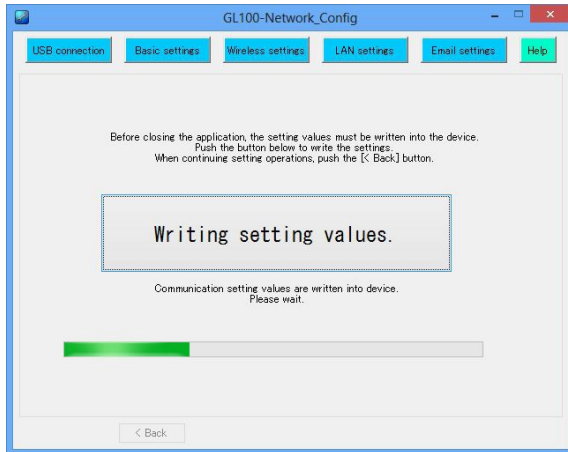 GL100-Network_Config
USB connection
Basic settings
Wireless settings
LAN settings
Email settings
Help
Before closing the application, the setting values must be written into the device.
Push the button below to write the settings.
When continuing setting operations, push the [< Back] button.
Writing setting values.
Communication setting values are written into device.
Please wait.
< Back